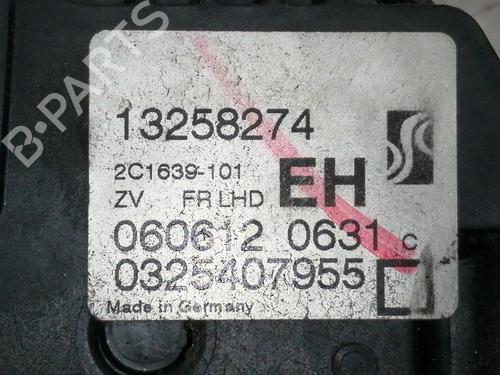 B-PARTS
13258274
2C1639-101
EH
ZV FR LHD
060612 0631 C
0325407955
Made in Germany